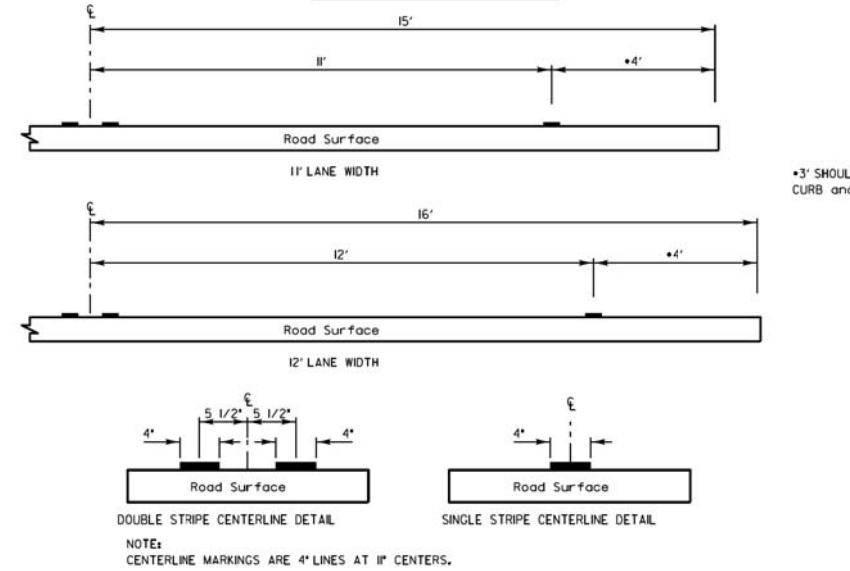 ℄
15'
11'
•4'
Road Surface
11' LANE WIDTH
•3' SHOUL
CURB and
℄
16'
12'
•4'
Road Surface
12' LANE WIDTH
℄
5 1/2" 5 1/2"
4" 4"
Road Surface
DOUBLE STRIPE CENTERLINE DETAIL
℄
4"
Road Surface
SINGLE STRIPE CENTERLINE DETAIL
NOTE:
CENTERLINE MARKINGS ARE 4" LINES AT 11" CENTERS.